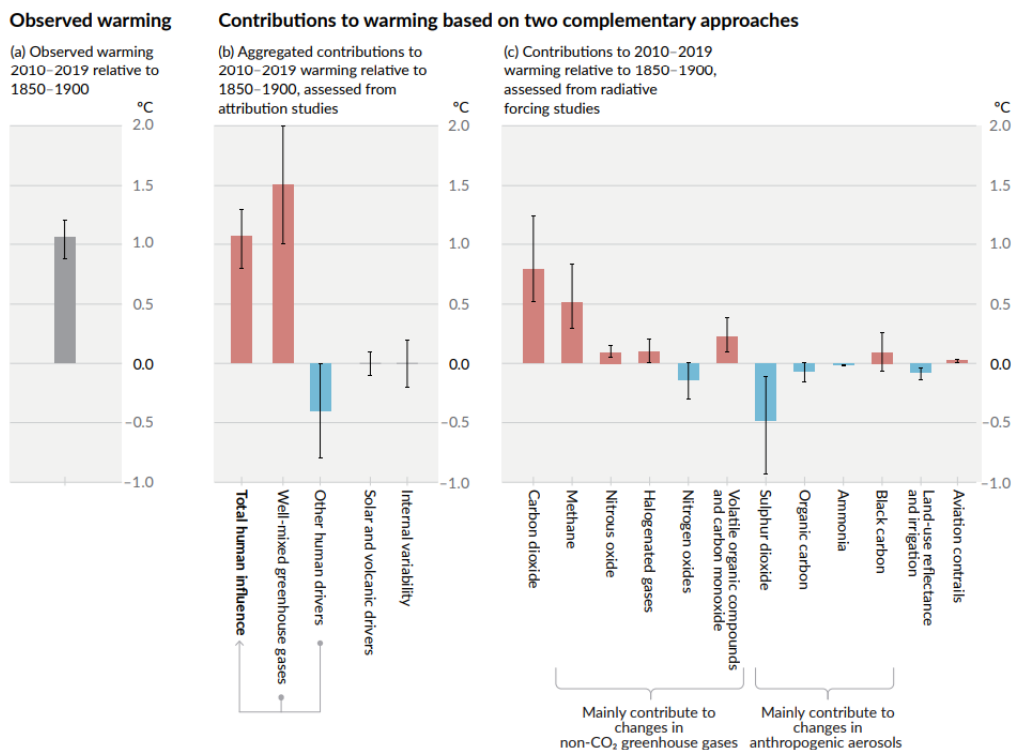 Observed warming
Contributions to warming based on two complementary approaches
(a) Observed warming
2010–2019 relative to
1850–1900
(b) Aggregated contributions to
2010–2019 warming relative to
1850–1900, assessed from
attribution studies
(c) Contributions to 2010–2019
warming relative to 1850–1900,
assessed from radiative
forcing studies
°C
2.0
1.5
1.0
0.5
0.0
–0.5
–1.0
°C
2.0
1.5
1.0
0.5
0.0
–0.5
–1.0
°C
2.0
1.5
1.0
0.5
0.0
–0.5
–1.0
Total human influence
Well-mixed greenhouse gases
Other human drivers
Solar and volcanic drivers
Internal variability
Carbon dioxide
Methane
Nitrous oxide
Halogenated gases
Nitrogen oxides
Volatile organic compounds
and carbon monoxide
Sulphur dioxide
Organic carbon
Ammonia
Black carbon
Land-use reflectance
and irrigation
Aviation contrails
Mainly contribute to
changes in
non-CO₂ greenhouse gases
Mainly contribute to
changes in
anthropogenic aerosols